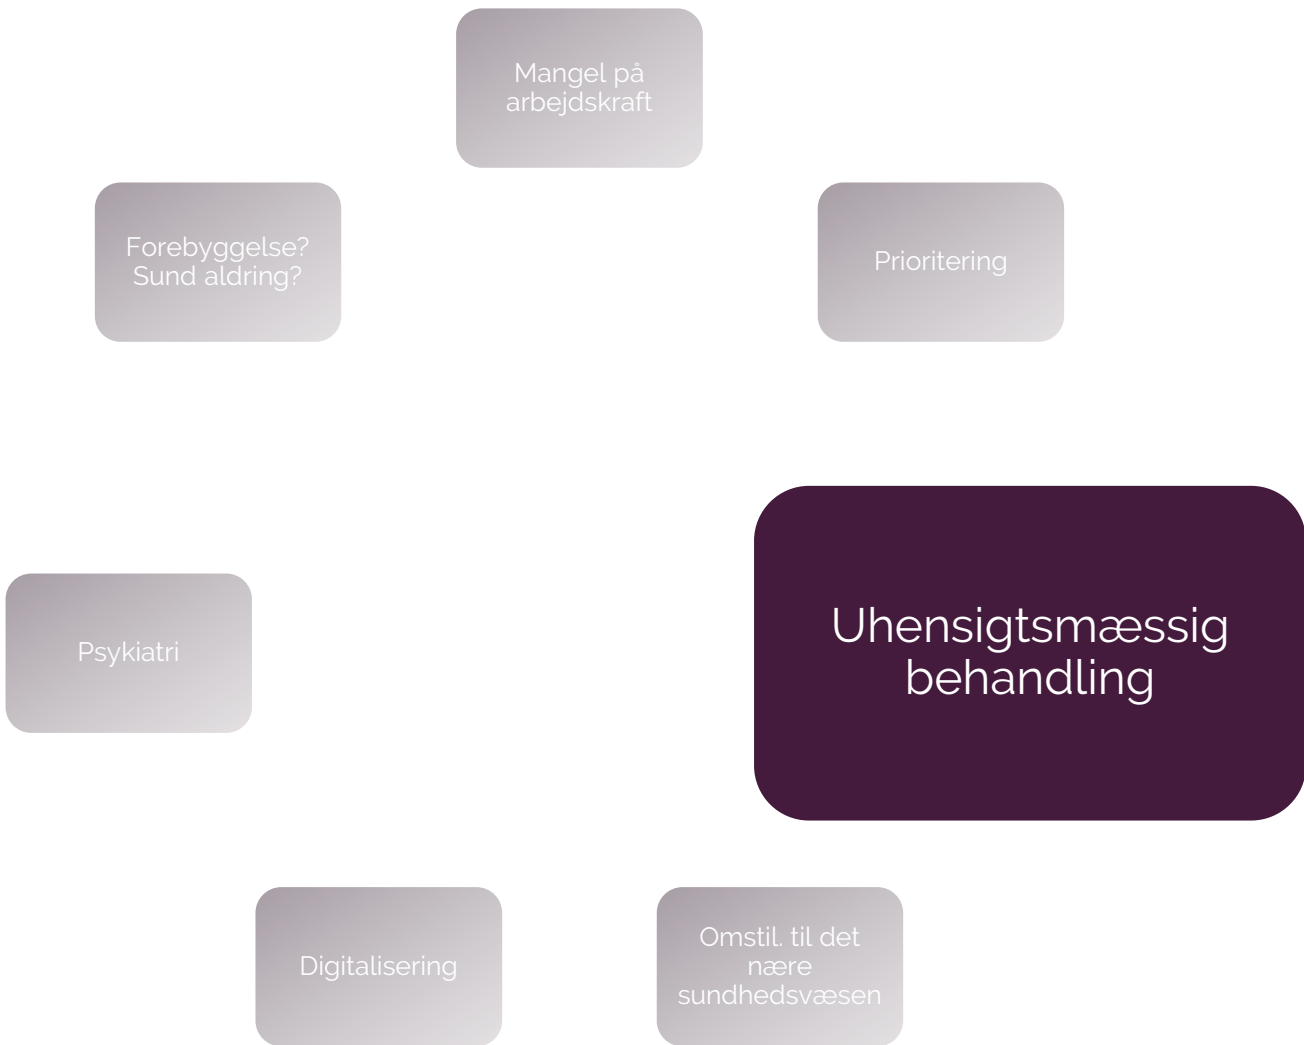 Mangel på
arbejdskraft
Forebyggelse?
Sund aldring?
Prioritering
Uhensigtsmæssig
behandling
Psykiatri
Digitalisering
Omstil. til det
nære
sundhedsvæsen